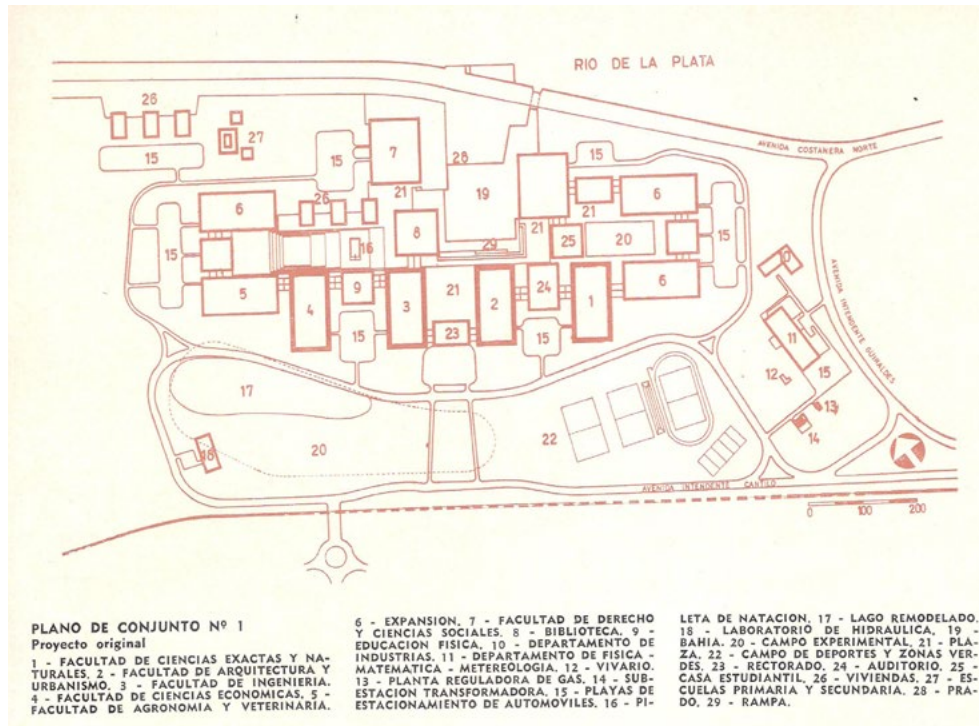 RIO DE LA PLATA
26
27
15
7
28
15
AVENIDA COSTANERA NORTE
15
21
19
6
26
6
21
21
8
16
29
25
20
15
15
5
9
4
3
21
2
24
1
6
AVENIDA INTENDENTE GUIRALDES
15
23
15
11
15
12
13
14
17
20
22
18
AVENIDA INTENDENTE CANTILO
0 100 200
PLANO DE CONJUNTO Nº 1
Proyecto original
1 - FACULTAD DE CIENCIAS EXACTAS Y NA-
TURALES. 2 - FACULTAD DE ARQUITECTURA Y
URBANISMO. 3 - FACULTAD DE INGENIERIA.
4 - FACULTAD DE CIENCIAS ECONOMICAS. 5 -
FACULTAD DE AGRONOMIA Y VETERINARIA.
6 - EXPANSION. 7 - FACULTAD DE DERECHO
Y CIENCIAS SOCIALES. 8 - BIBLIOTECA. 9 -
EDUCACION FISICA. 10 - DEPARTAMENTO DE
INDUSTRIAS. 11 - DEPARTAMENTO DE FISICA -
MATEMATICA - METEREOLOGIA. 12 - VIVARIO.
13 - PLANTA REGULADORA DE GAS. 14 - SUB-
ESTACION TRANSFORMADORA. 15 - PLAYAS DE
ESTACIONAMIENTO DE AUTOMOVILES. 16 - PI-
LETA DE NATACION. 17 - LAGO REMODELADO.
18 - LABORATORIO DE HIDRAULICA. 19 -
BAHIA. 20 - CAMPO EXPERIMENTAL. 21 - PLA-
ZA. 22 - CAMPO DE DEPORTES Y ZONAS VER-
DES. 23 - RECTORADO. 24 - AUDITORIO. 25 -
CASA ESTUDIANTIL. 26 - VIVIENDAS. 27 - ES-
CUELAS PRIMARIA Y SECUNDARIA. 28 - PRA-
DO. 29 - RAMPA.